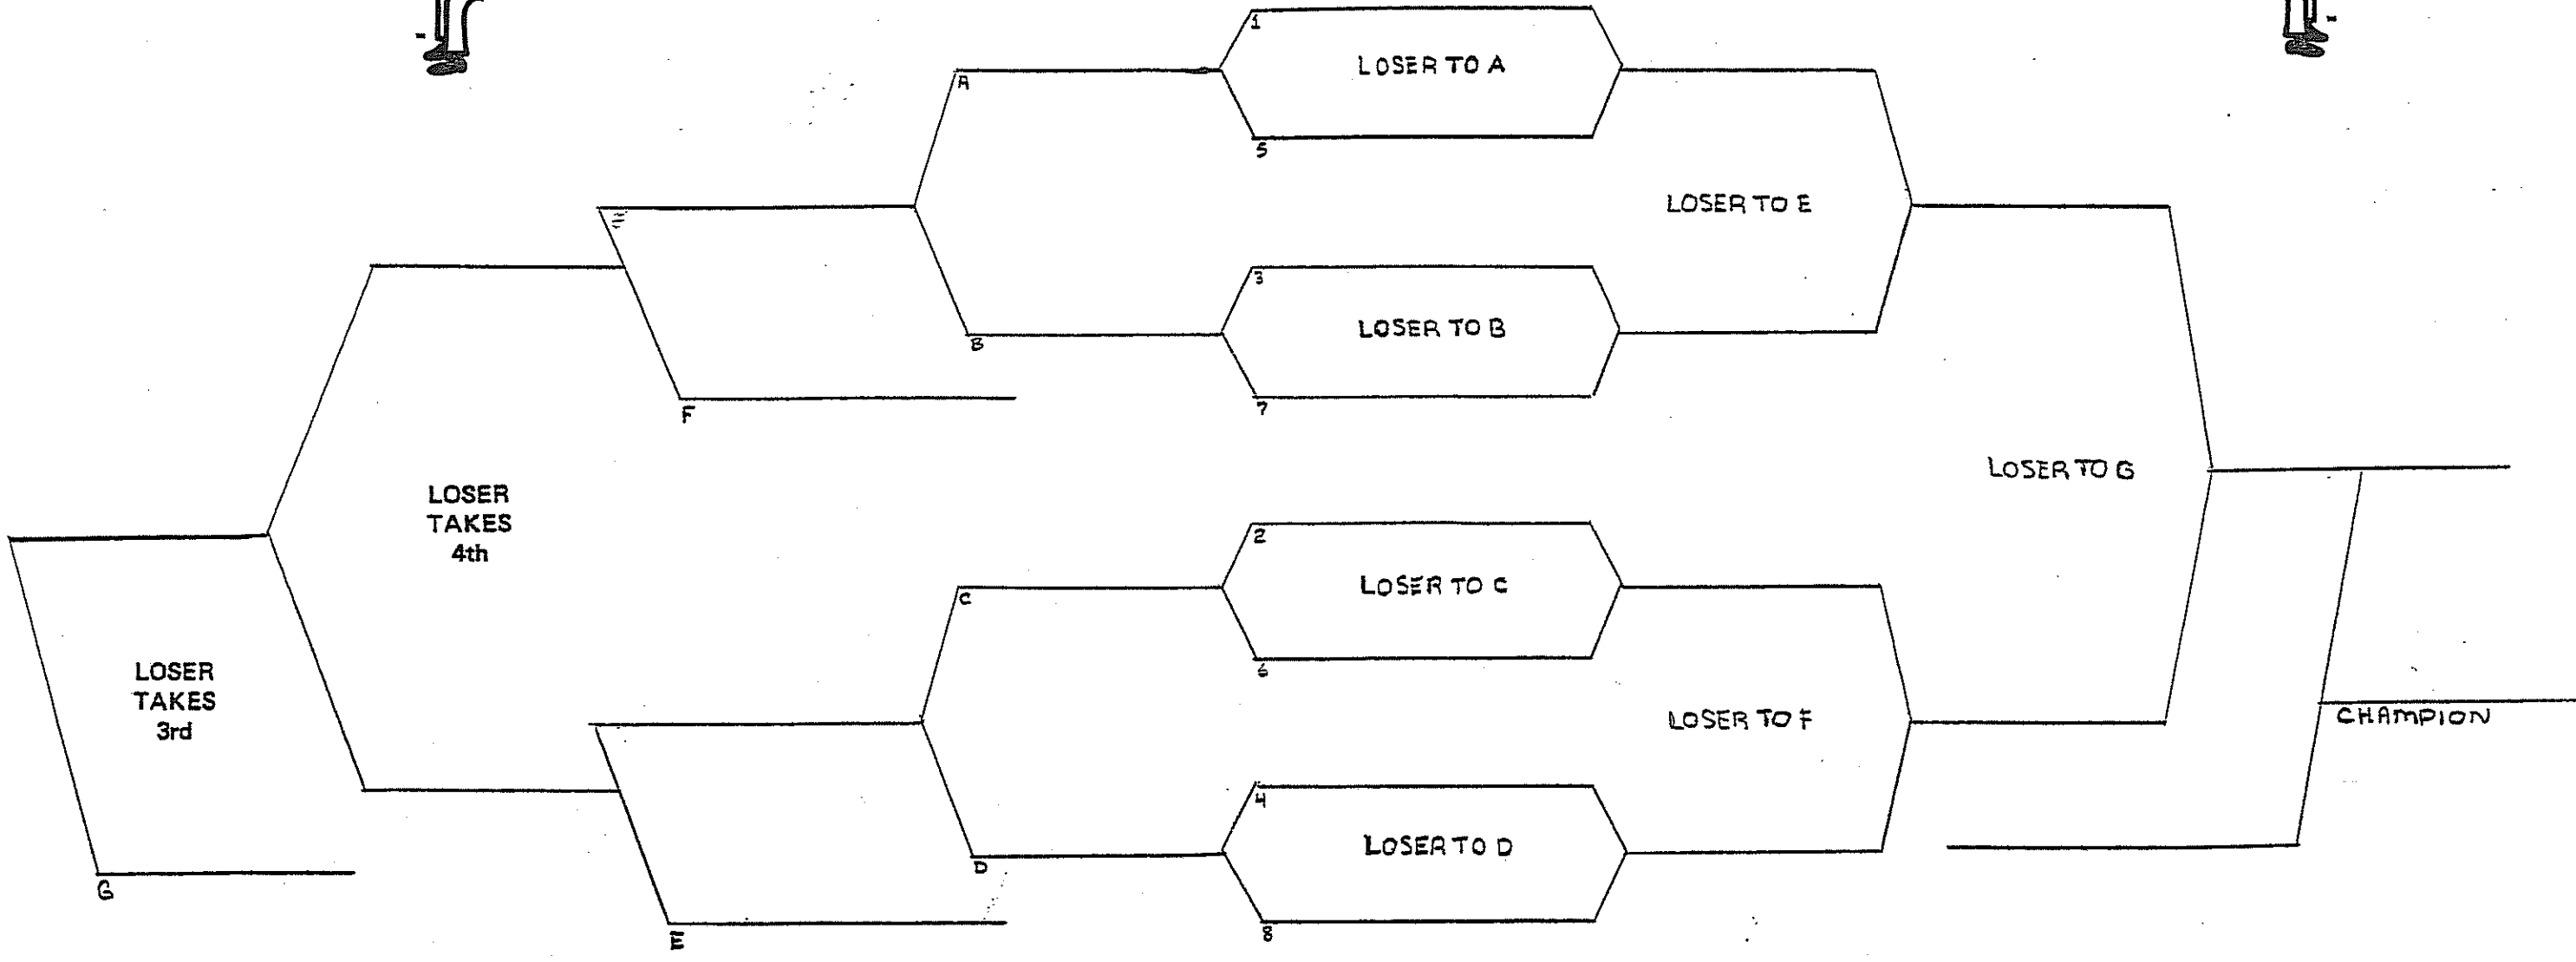 1
LOSER TO A
A
5
LOSER TO E
E
3
LOSER TO B
B
7
F
LOSER TO G
LOSER
TAKES
4th
2
LOSER TO C
C
6
LOSER
TAKES
3rd
LOSER TO F
CHAMPION
4
LOSER TO D
D
G
8
E